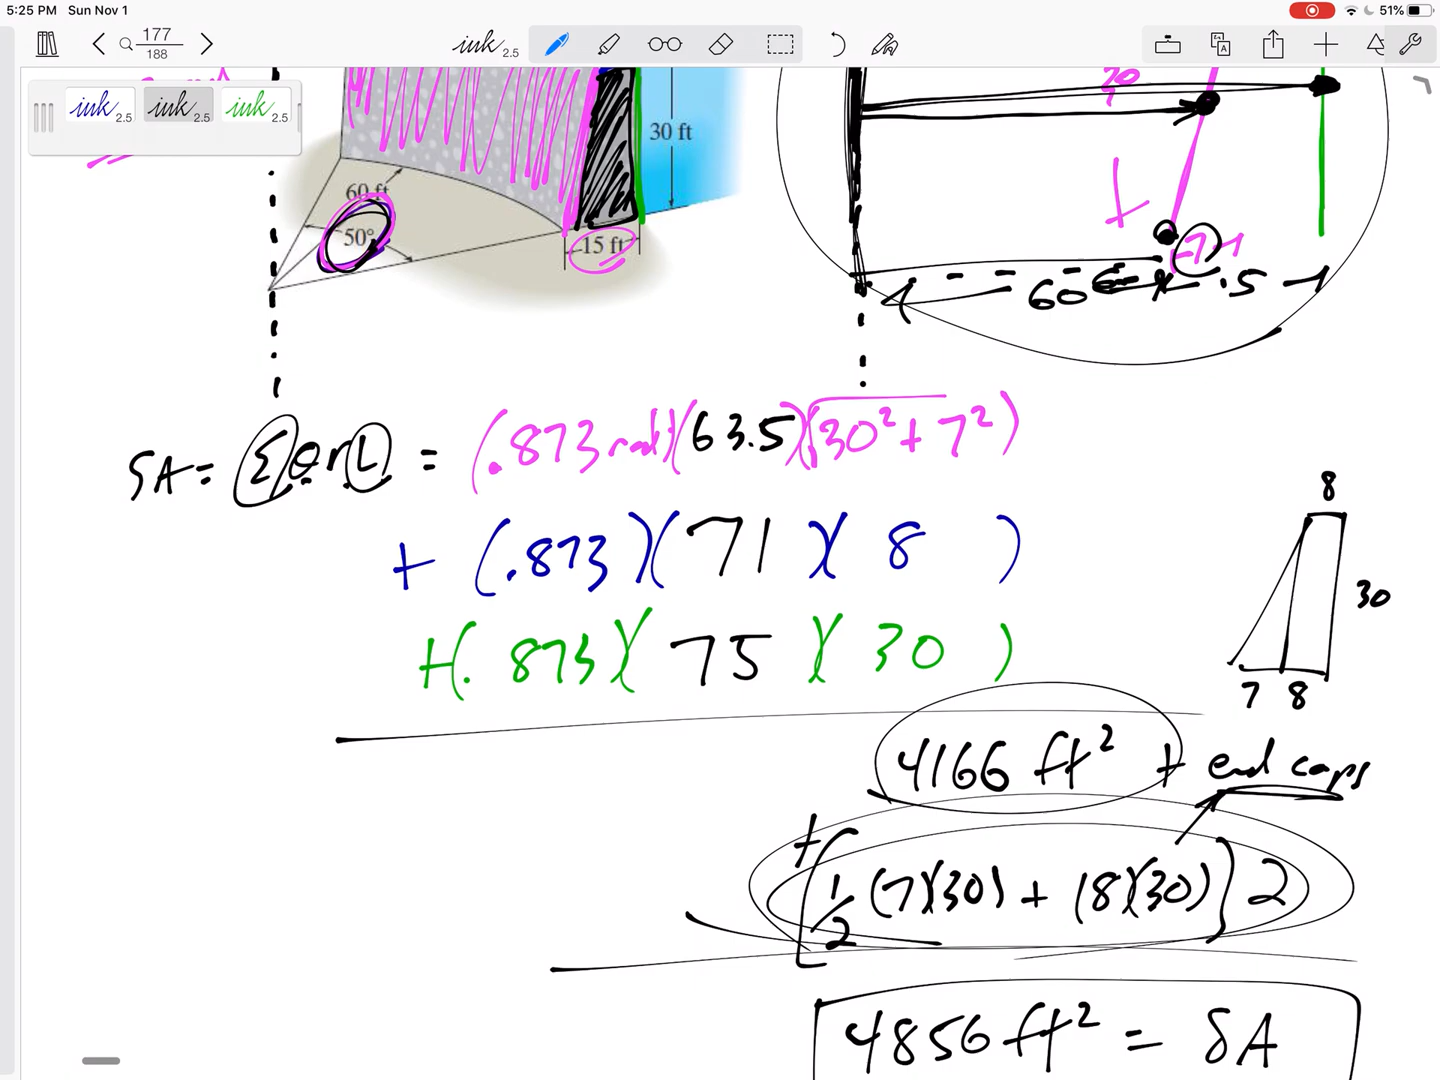 5:25 PM Sun Nov 1
51%
177
188
ink 2.5
ink 2.5 ink 2.5 ink 2.5
30 ft
60 ft
50°
15 ft
30
7
60
SA = Σ θ r L = (.873 rad)(63.5)(√30² + 7²)
+ (.873)(71)(8)
+(.873)(75)(30)
8
30
7 8
4166 ft² + end caps
+ [1/2 (7)(30) + (8)(30)] 2
4856 ft² = SA